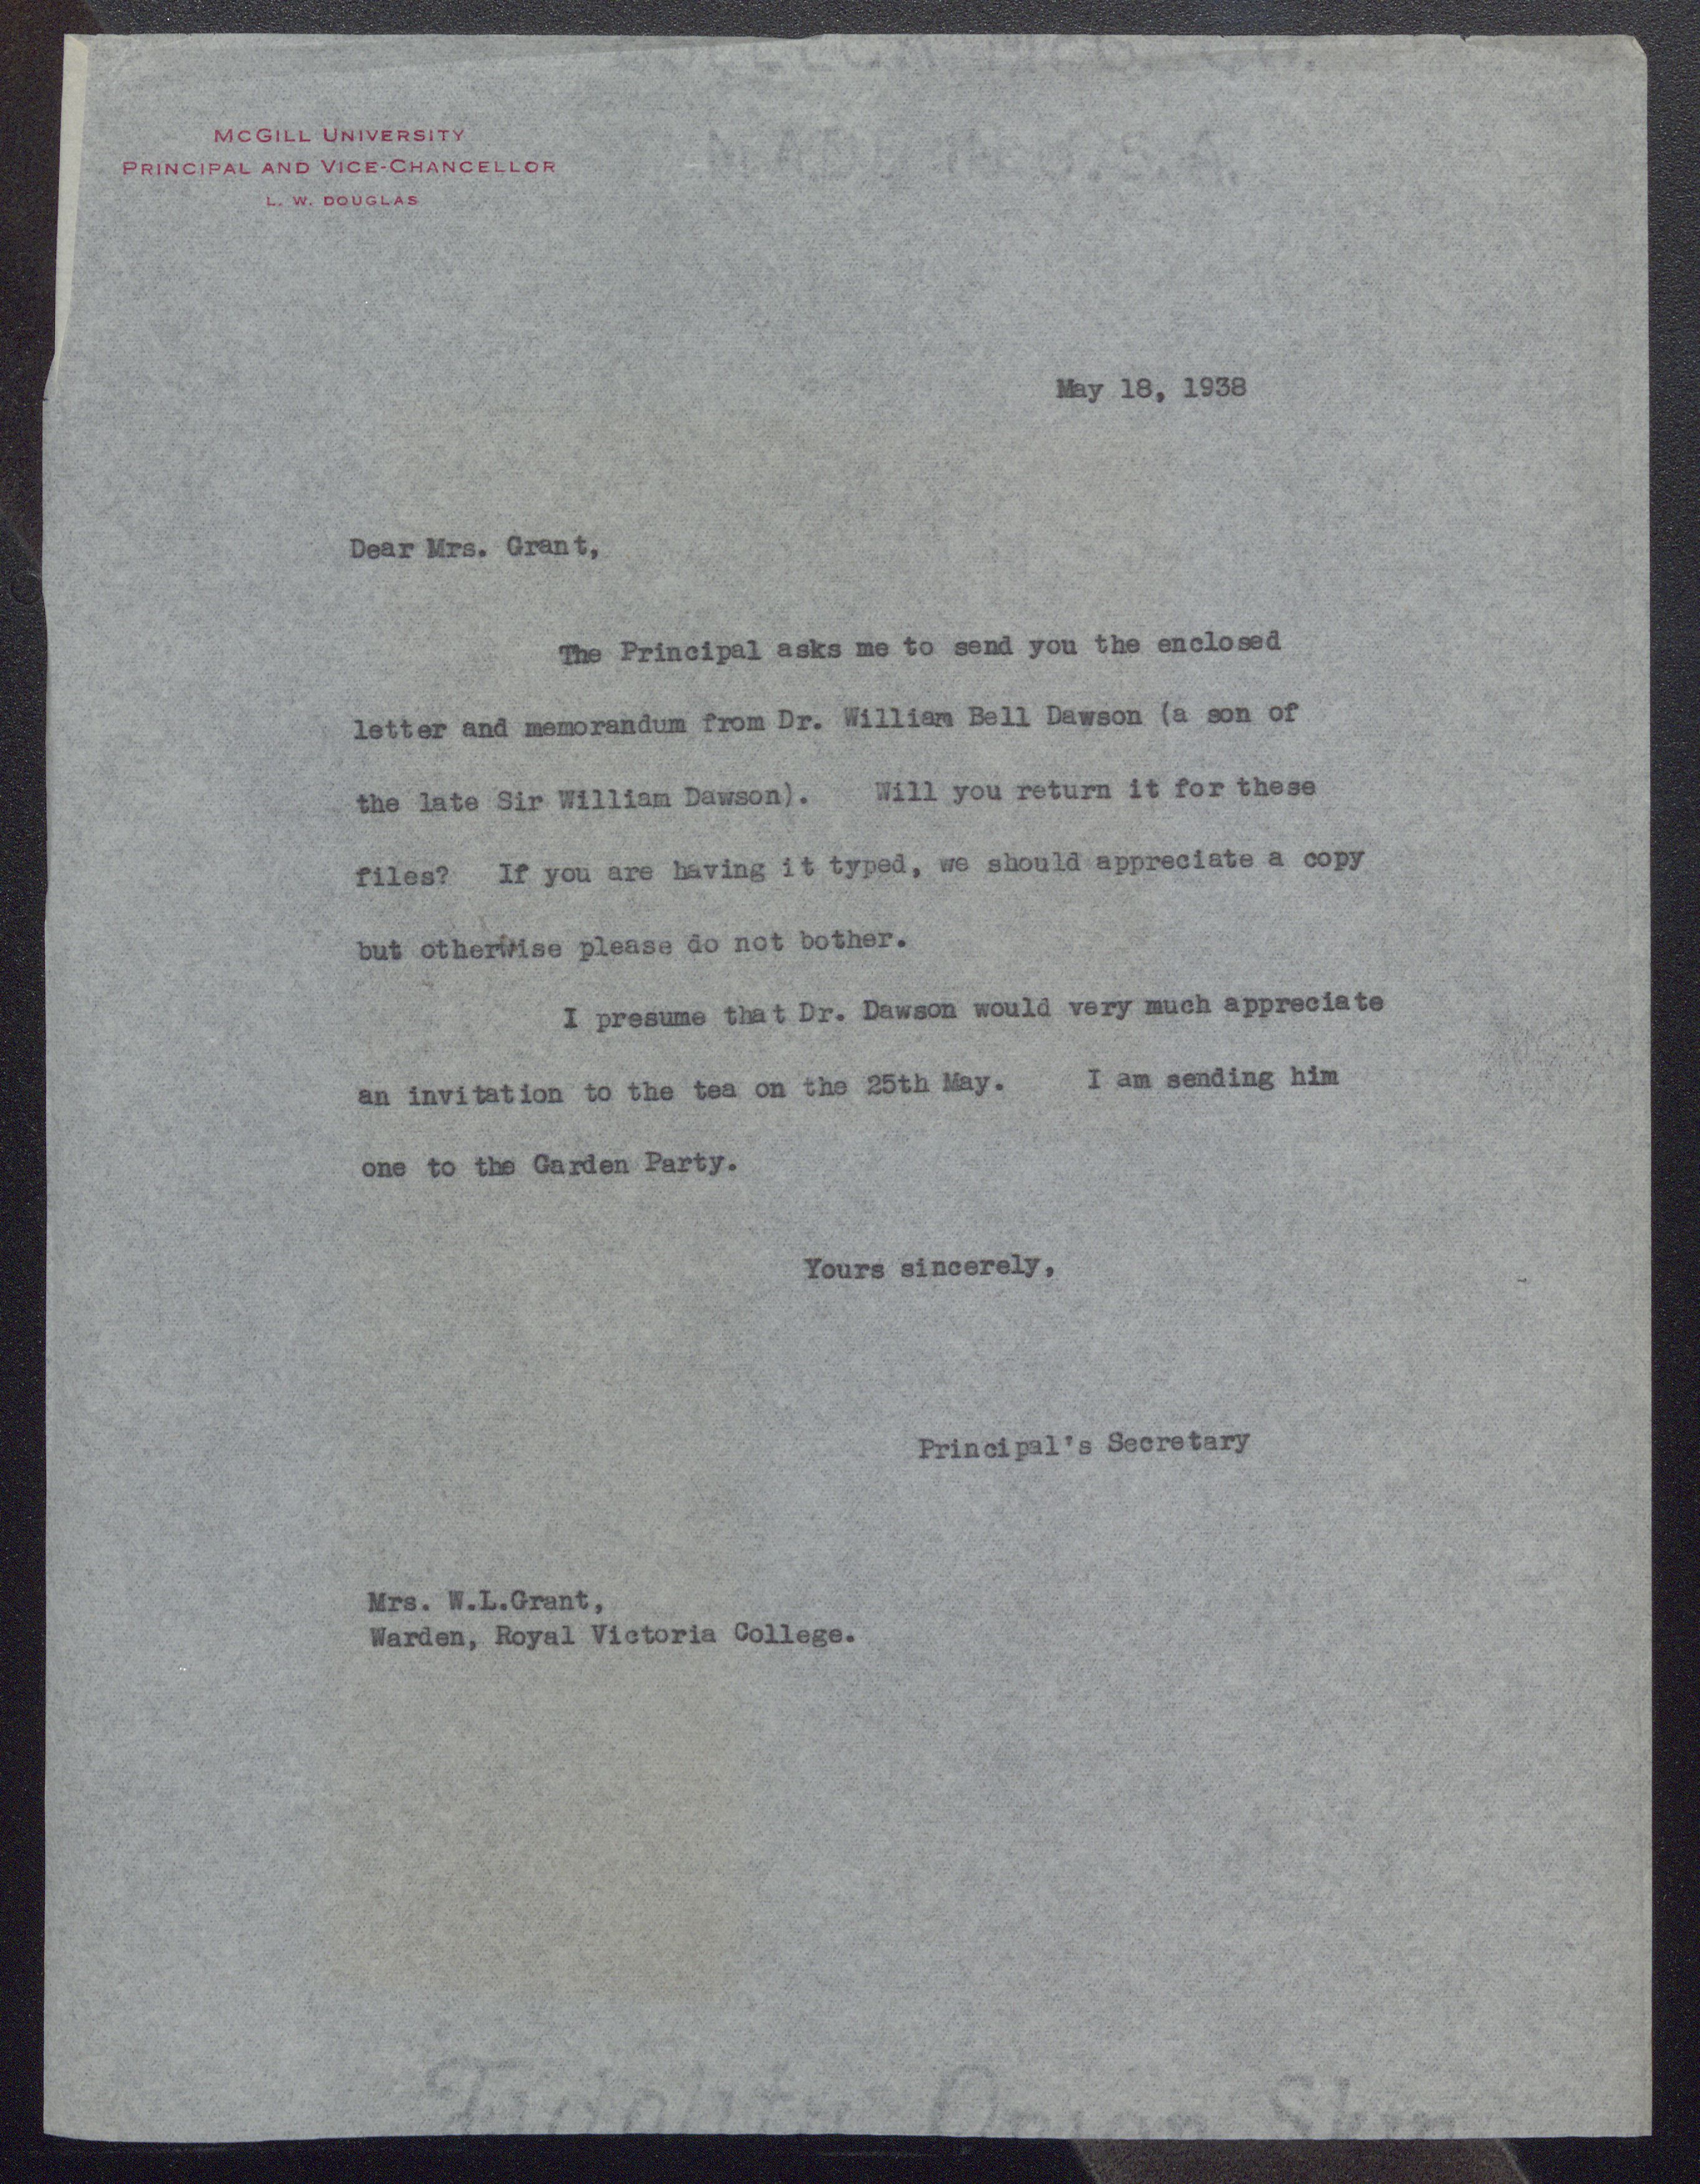 McGill University
Principal and Vice-Chancellor
L. W. Douglas
May 18, 1938
Dear Mrs. Grant,
The Principal asks me to send you the enclosed
letter and memorandum from Dr. William Bell Dawson (a son of
the late Sir William Dawson). Will you return it for these
files? If you are having it typed, we should appreciate a copy
but otherwise please do not bother.
I presume that Dr. Dawson would very much appreciate
an invitation to the tea on the 25th May. I am sending him
one to the Garden Party.
Yours sincerely,
Principal's Secretary
Mrs. W.L.Grant,
Warden, Royal Victoria College.
Fidelity Onion Skin